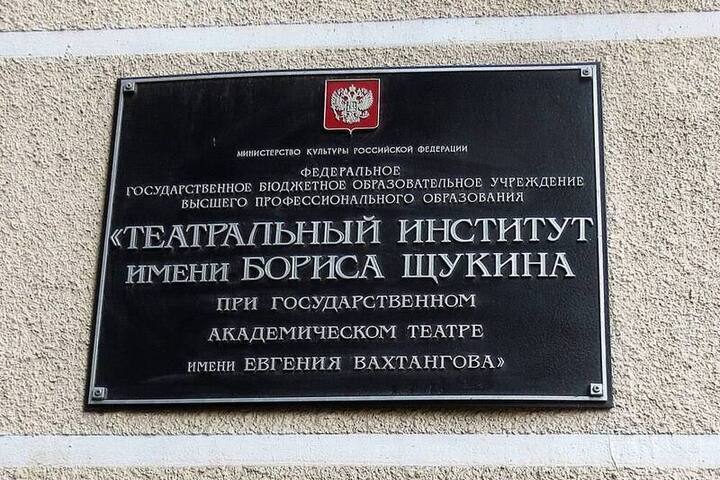 МИНИСТЕРСТВО КУЛЬТУРЫ РОССИЙСКОЙ ФЕДЕРАЦИИ
ФЕДЕРАЛЬНОЕ
ГОСУДАРСТВЕННОЕ БЮДЖЕТНОЕ ОБРАЗОВАТЕЛЬНОЕ УЧРЕЖДЕНИЕ
ВЫСШЕГО ПРОФЕССИОНАЛЬНОГО ОБРАЗОВАНИЯ
«ТЕАТРАЛЬНЫЙ ИНСТИТУТ
ИМЕНИ БОРИСА ЩУКИНА
ПРИ ГОСУДАРСТВЕННОМ
АКАДЕМИЧЕСКОМ ТЕАТРЕ
ИМЕНИ ЕВГЕНИЯ ВАХТАНГОВА»